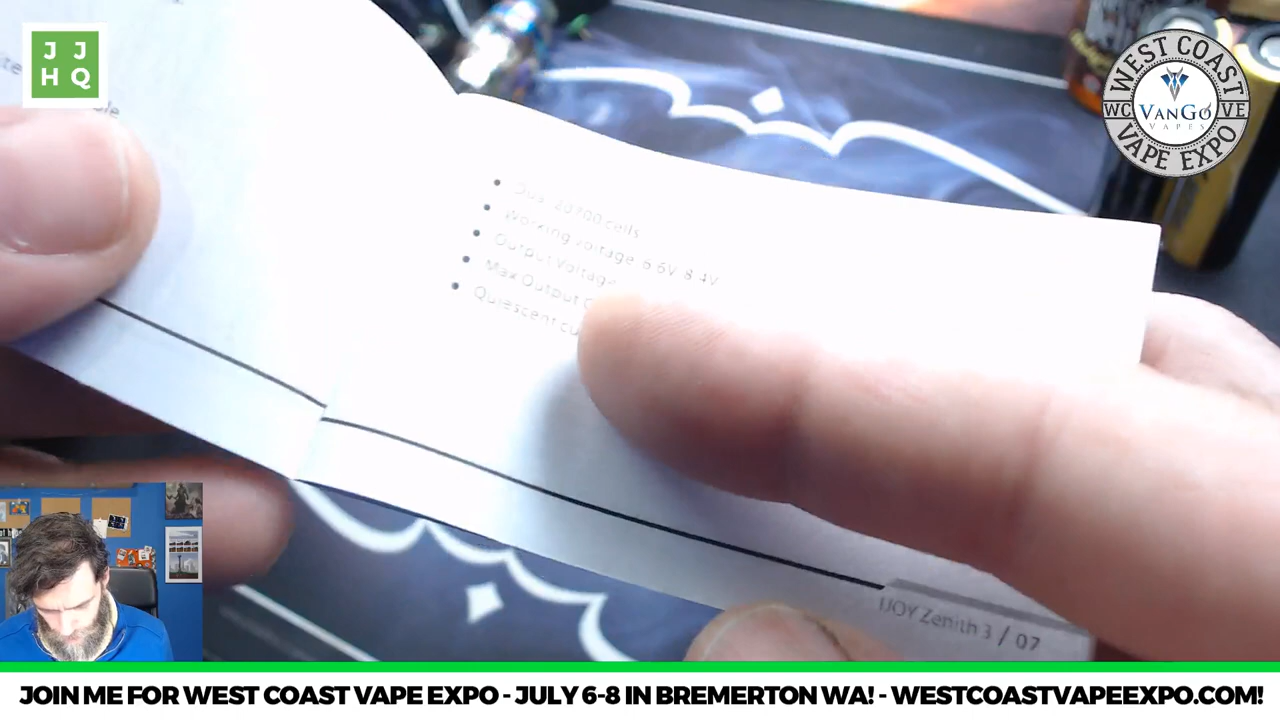 J J
H Q
WEST COAST
WC VE
VANGO
VAPES
VAPE EXPO
Dual 20700 cells
Working voltage 6.6V 8.4V
Output Voltage
Max Output
Quiescent
IJOY Zenith 3 / 07
JOIN ME FOR WEST COAST VAPE EXPO - JULY 6-8 IN BREMERTON WA! - WESTCOASTVAPEEXPO.COM!